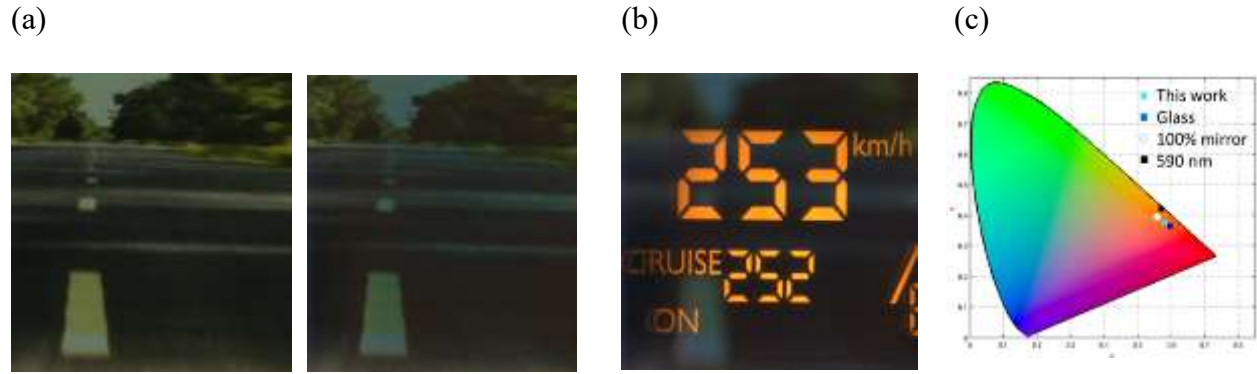 (a)
(b)
(c)
253 km/h
CRUISE 252
ON
This work
Glass
100% mirror
590 nm